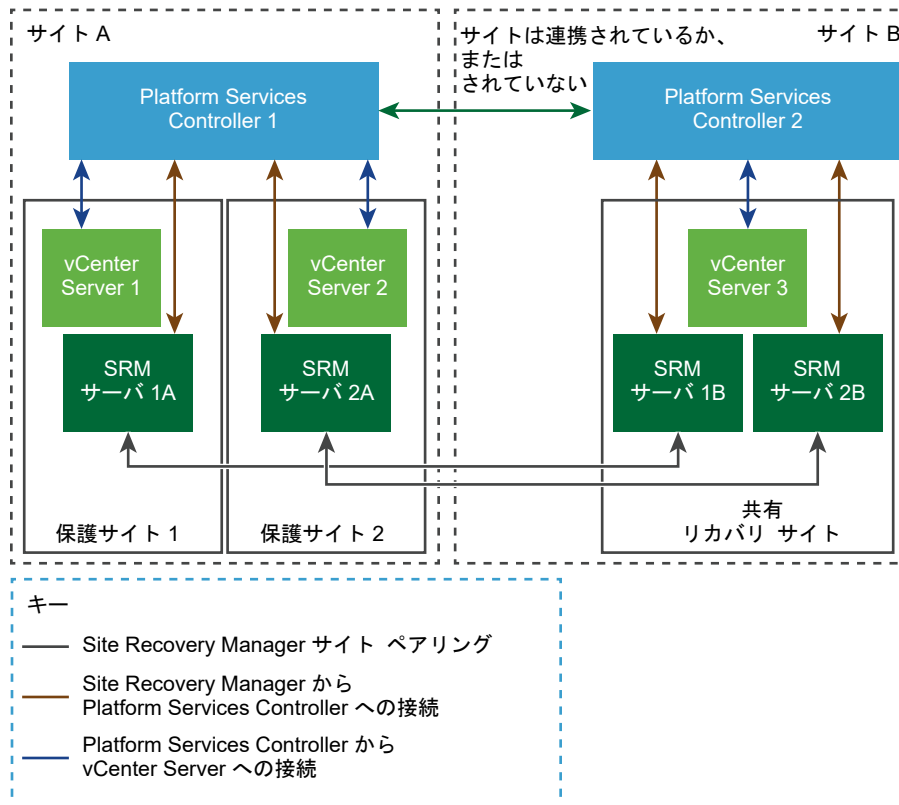 サイト A
サイトは連携されているか、
または
されていない
サイト B
Platform Services
Controller 1
Platform Services
Controller 2
vCenter
Server 1
vCenter
Server 2
vCenter
Server 3
SRM
サーバ 1A
SRM
サーバ 2A
SRM
サーバ 1B
SRM
サーバ 2B
保護サイト 1
保護サイト 2
共有
リカバリ サイト
キー
Site Recovery Manager サイト ペアリング
Site Recovery Manager から
Platform Services Controller への接続
Platform Services Controller から
vCenter Server への接続